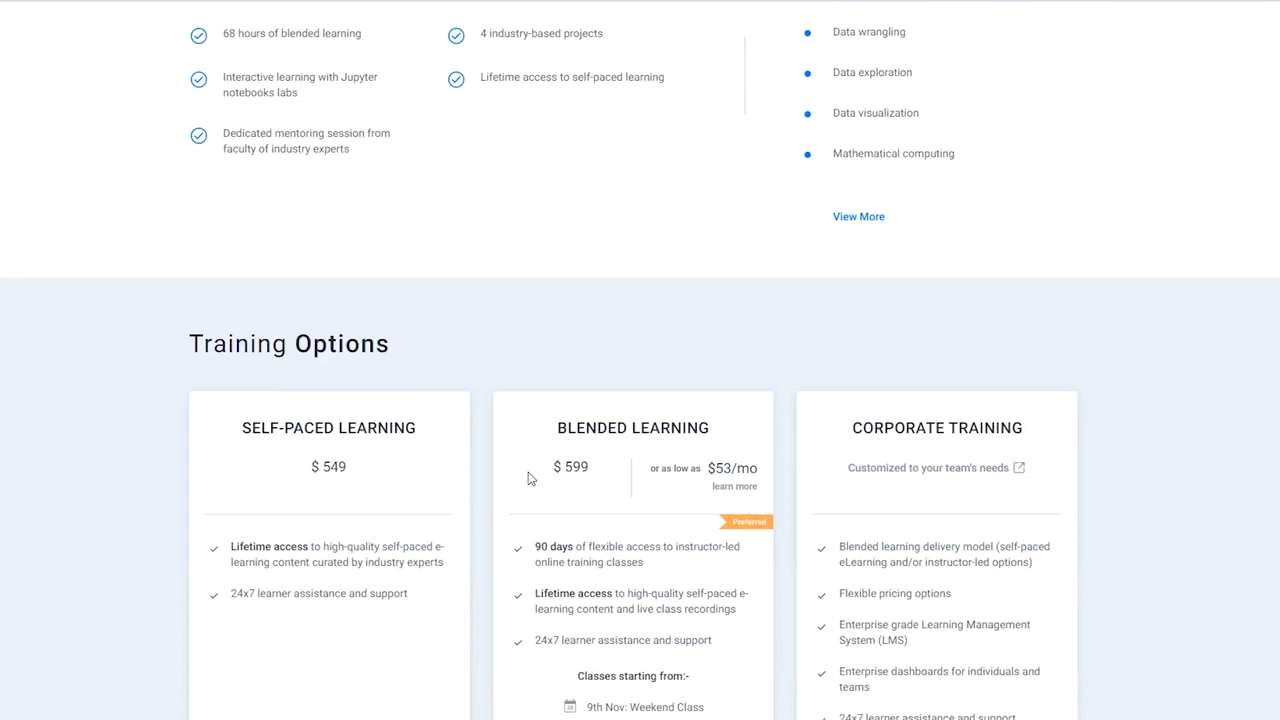 68 hours of blended learning
4 industry-based projects
Interactive learning with Jupyter
notebooks labs
Lifetime access to self-paced learning
Dedicated mentoring session from
faculty of industry experts
Data wrangling
Data exploration
Data visualization
Mathematical computing
View More
Training Options
SELF-PACED LEARNING
$ 549
Lifetime access to high-quality self-paced e-
learning content curated by industry experts
24x7 learner assistance and support
BLENDED LEARNING
$ 599
or as low as $53/mo
learn more
Preferred
90 days of flexible access to instructor-led
online training classes
Lifetime access to high-quality self-paced e-
learning content and live class recordings
24x7 learner assistance and support
Classes starting from:-
9th Nov: Weekend Class
CORPORATE TRAINING
Customized to your team's needs
Blended learning delivery model (self-paced
eLearning and/or instructor-led options)
Flexible pricing options
Enterprise grade Learning Management
System (LMS)
Enterprise dashboards for individuals and
teams
24x7 learner assistance and support